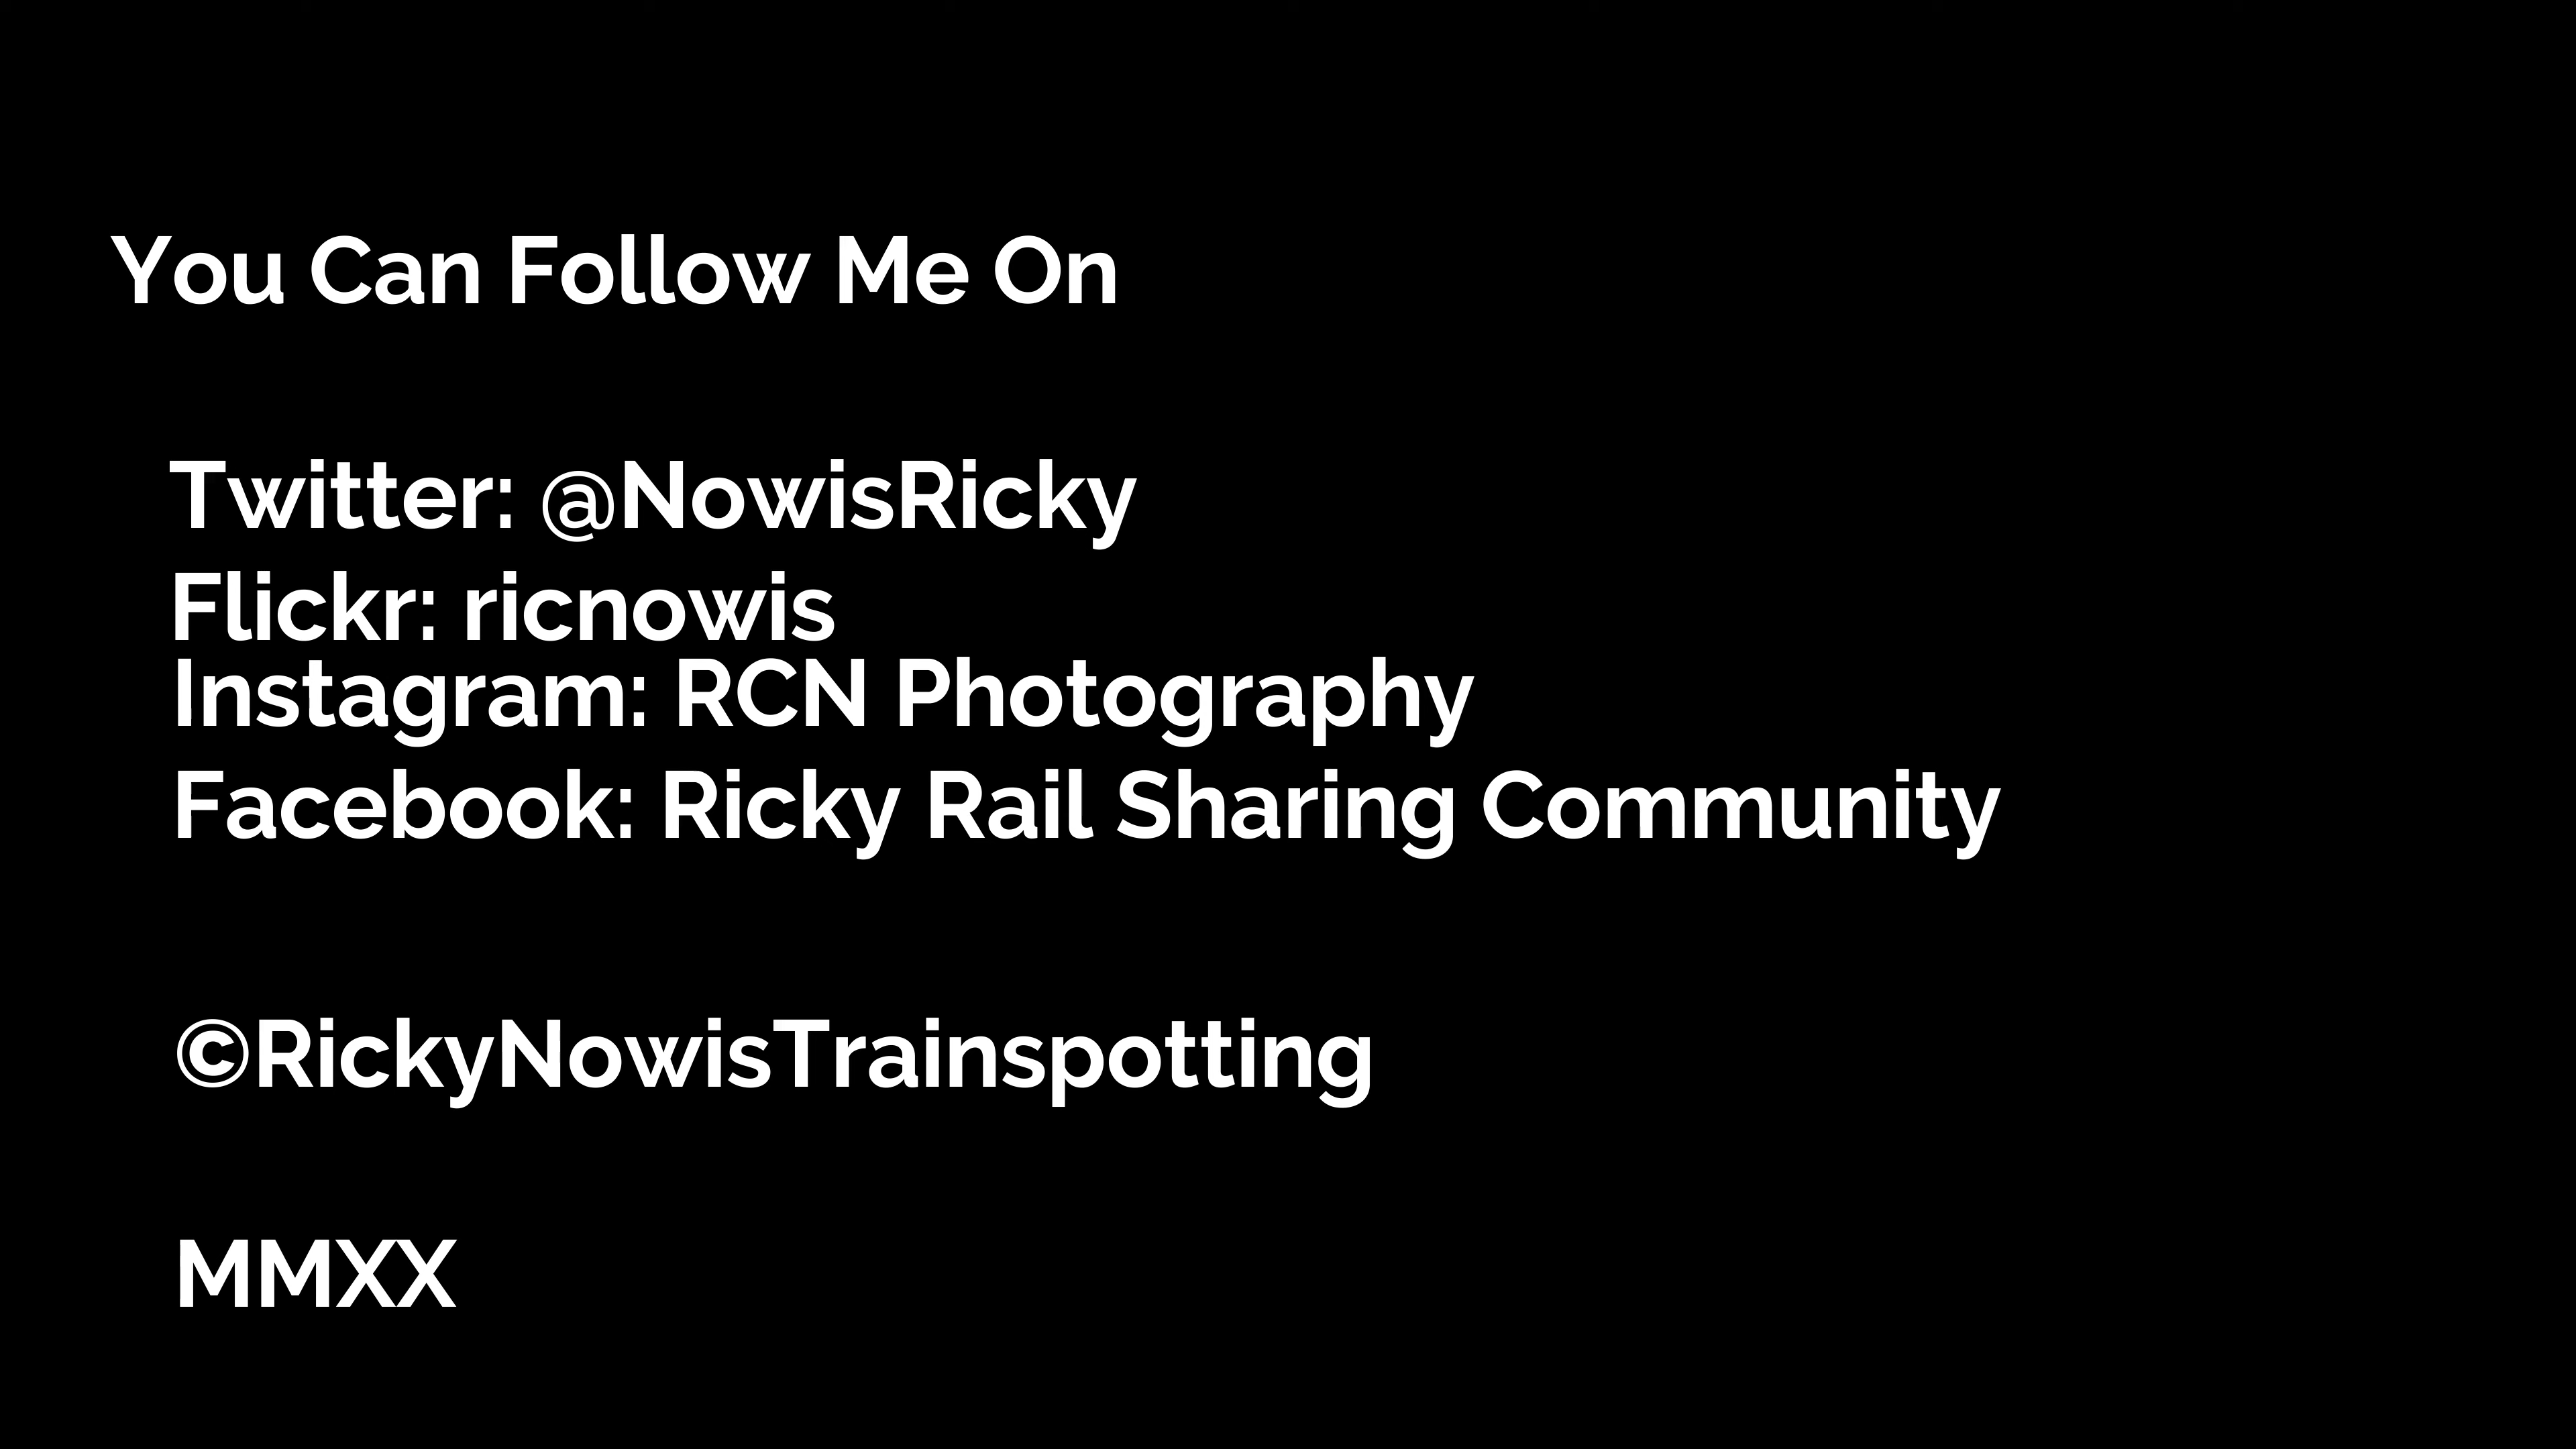 You Can Follow Me On
Twitter: @NowisRicky
Flickr: ricnowis
Instagram: RCN Photography
Facebook: Ricky Rail Sharing Community
©RickyNowisTrainspotting
MMXX